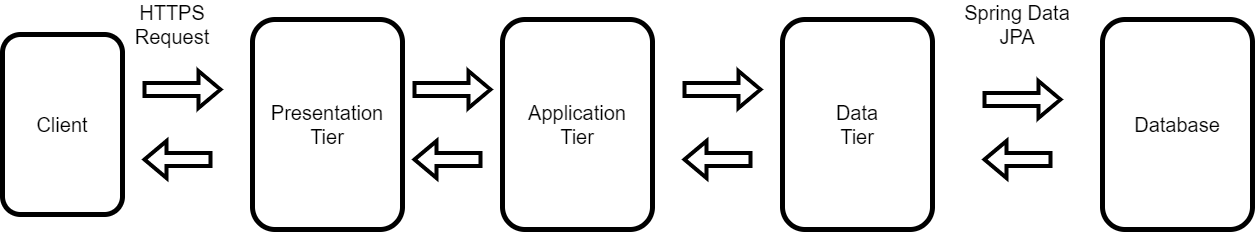 HTTPS
Request
Spring Data
JPA
Client
Presentation
Tier
Application
Tier
Data
Tier
Database